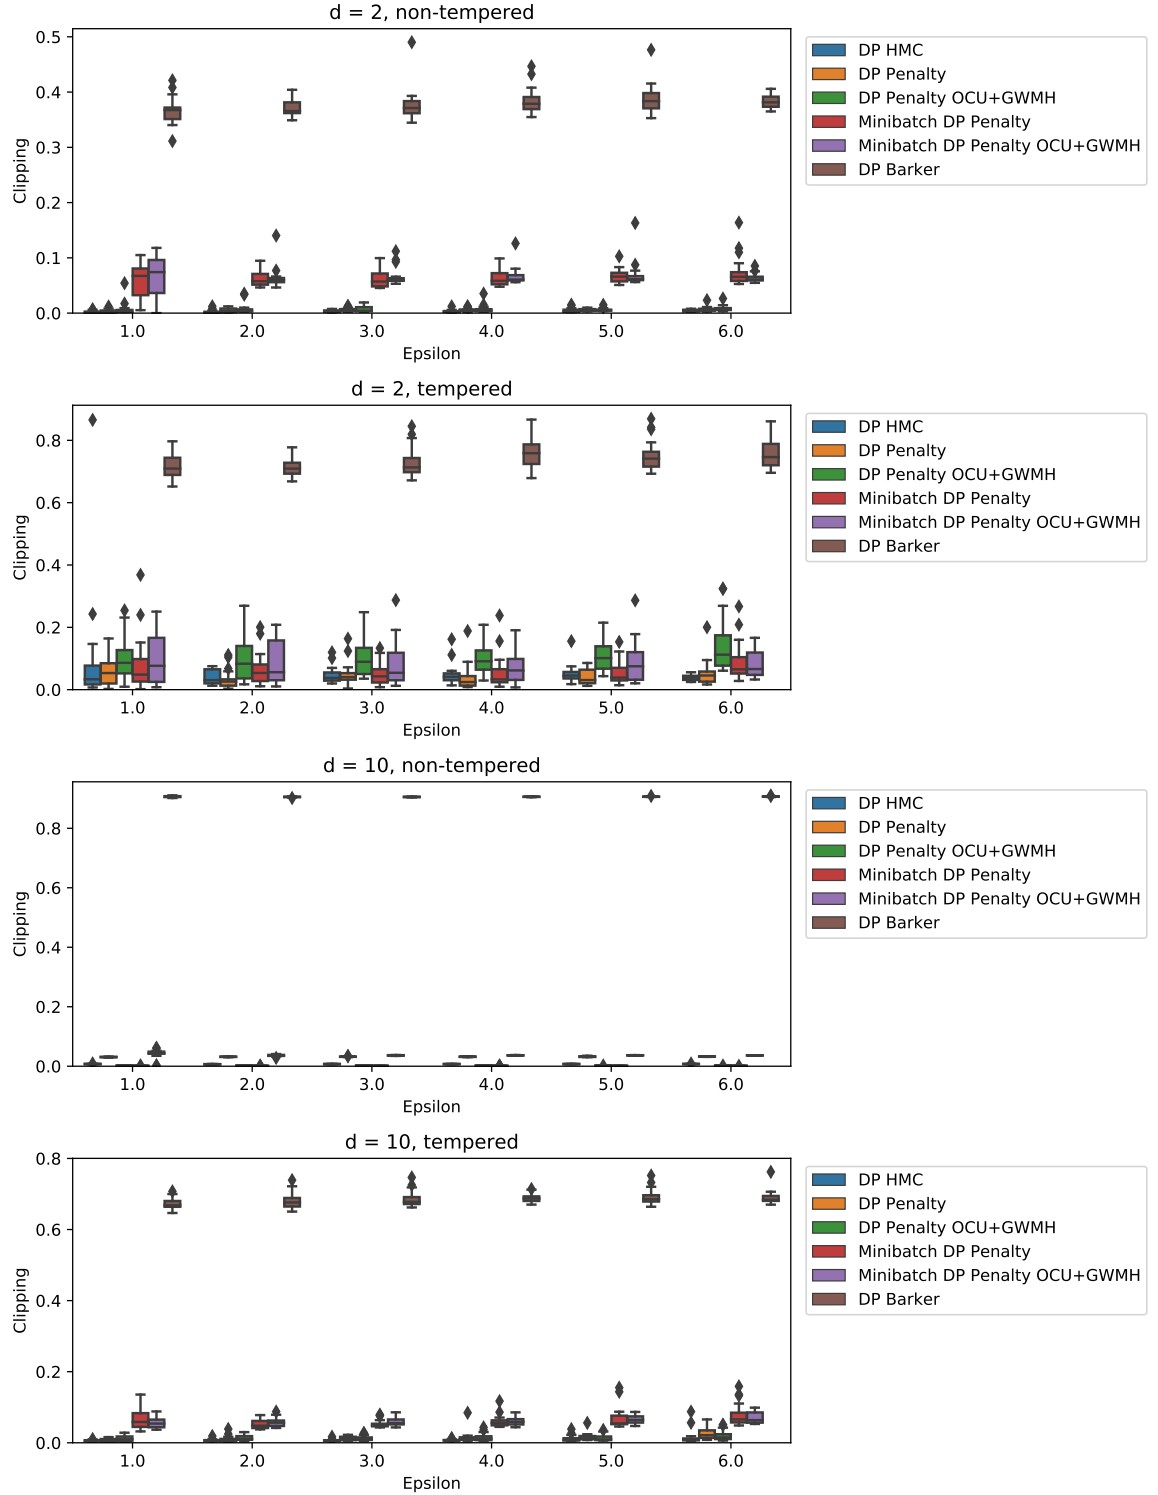 d = 2, non-tempered
Clipping
0.5
0.4
0.3
0.2
0.1
0.0
1.0 2.0 3.0 4.0 5.0 6.0
Epsilon
DP HMC
DP Penalty
DP Penalty OCU+GWMH
Minibatch DP Penalty
Minibatch DP Penalty OCU+GWMH
DP Barker
d = 2, tempered
Clipping
0.8
0.6
0.4
0.2
0.0
1.0 2.0 3.0 4.0 5.0 6.0
Epsilon
DP HMC
DP Penalty
DP Penalty OCU+GWMH
Minibatch DP Penalty
Minibatch DP Penalty OCU+GWMH
DP Barker
d = 10, non-tempered
Clipping
0.8
0.6
0.4
0.2
0.0
1.0 2.0 3.0 4.0 5.0 6.0
Epsilon
DP HMC
DP Penalty
DP Penalty OCU+GWMH
Minibatch DP Penalty
Minibatch DP Penalty OCU+GWMH
DP Barker
d = 10, tempered
Clipping
0.8
0.6
0.4
0.2
0.0
1.0 2.0 3.0 4.0 5.0 6.0
Epsilon
DP HMC
DP Penalty
DP Penalty OCU+GWMH
Minibatch DP Penalty
Minibatch DP Penalty OCU+GWMH
DP Barker